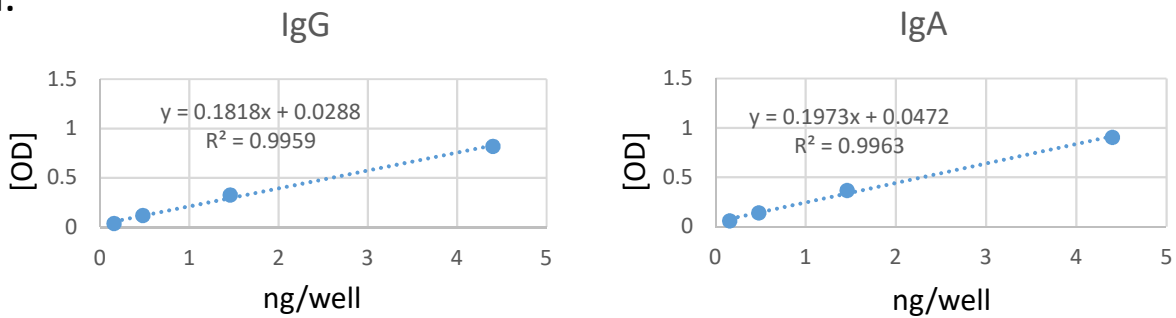 IgG
1.5
1
0.5
0
[OD]
y = 0.1818x + 0.0288
R² = 0.9959
0 1 2 3 4 5
ng/well
IgA
1.5
1
0.5
0
[OD]
y = 0.1973x + 0.0472
R² = 0.9963
0 1 2 3 4 5
ng/well